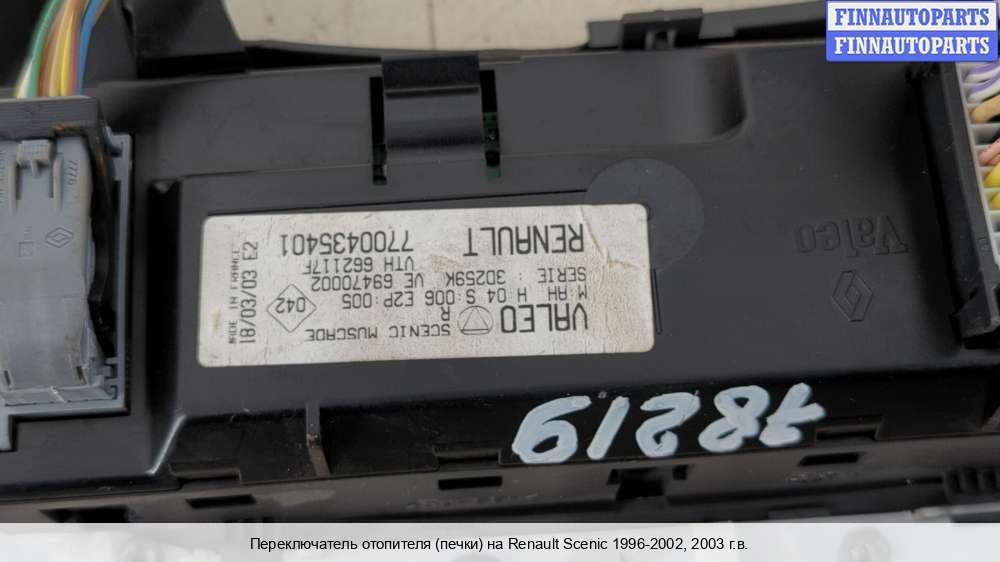 FINNAUTOPARTS
FINNAUTOPARTS
VALEO
R
SCENIC MUSCADE
M:AH H:04 S:006 E2P:005
SERIE : 30259K VE 69470002
VTH 662117F
RENAULT 7700435401
042
MADE IN FRANCE
18/03/03 E2
Valeo
78219
7776
Переключатель отопителя (печки) на Renault Scenic 1996-2002, 2003 г.в.